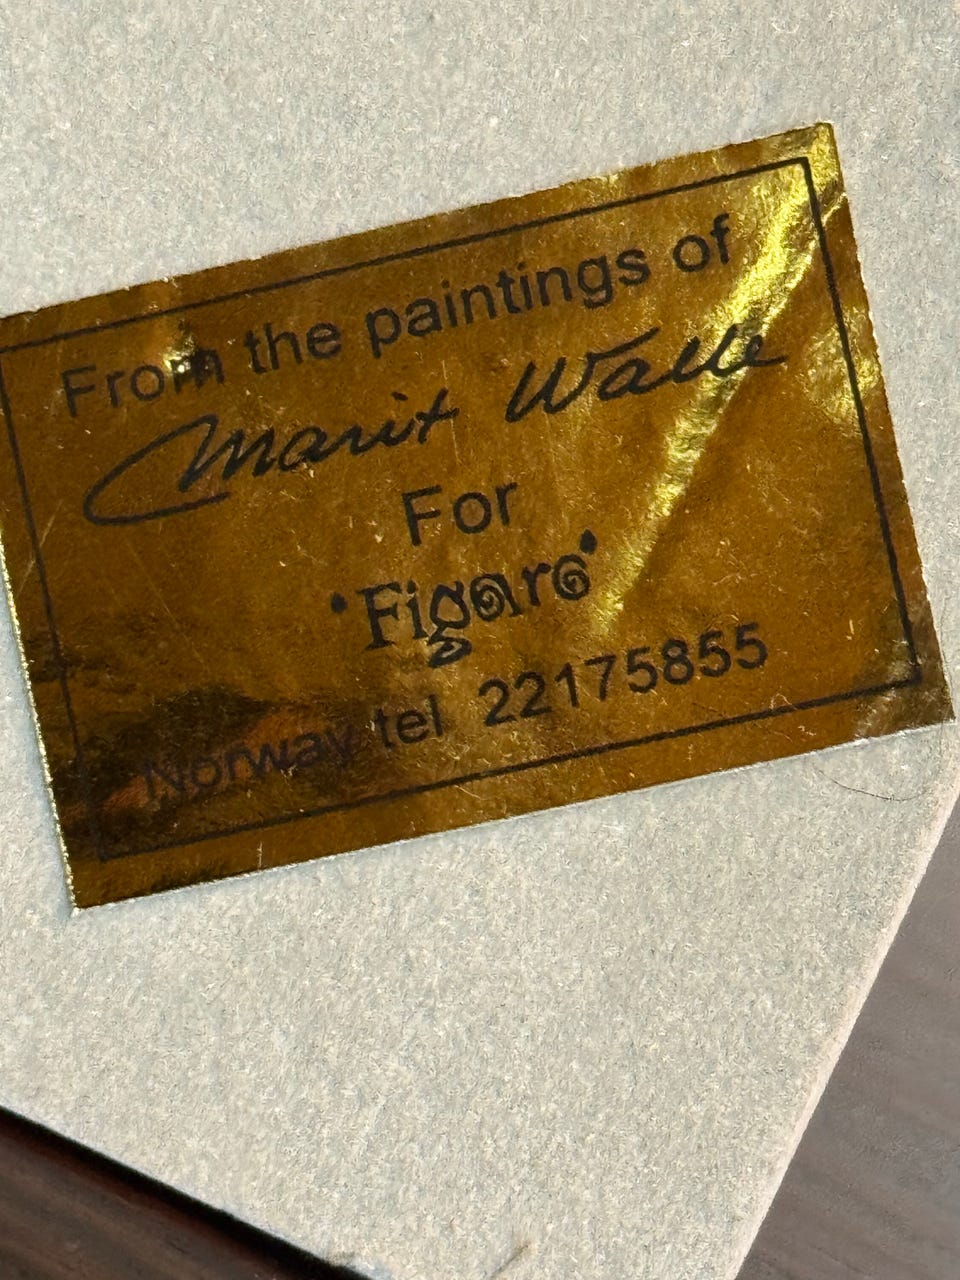 From the paintings of
Marit Walle
For
'Figaro'
Norway tel 22175855